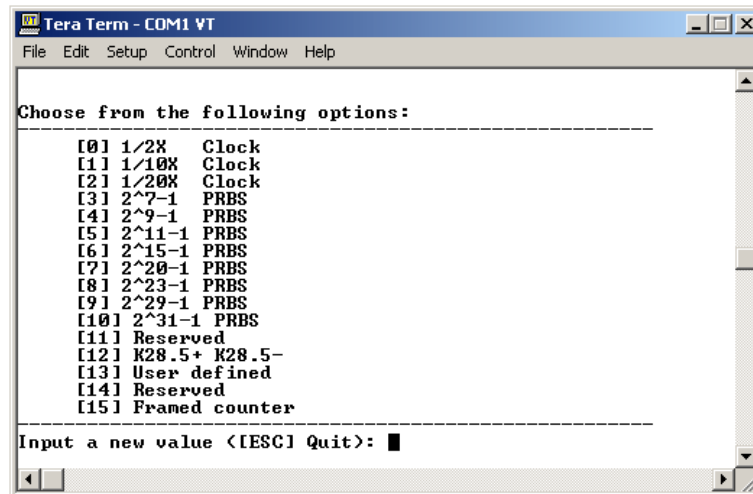 Tera Term - COM1 VT
File Edit Setup Control Window Help
Choose from the following options:
[0] 1/2X Clock
[1] 1/10X Clock
[2] 1/20X Clock
[3] 2^7-1 PRBS
[4] 2^9-1 PRBS
[5] 2^11-1 PRBS
[6] 2^15-1 PRBS
[7] 2^20-1 PRBS
[8] 2^23-1 PRBS
[9] 2^29-1 PRBS
[10] 2^31-1 PRBS
[11] Reserved
[12] K28.5+ K28.5-
[13] User defined
[14] Reserved
[15] Framed counter
Input a new value ([ESC] Quit):